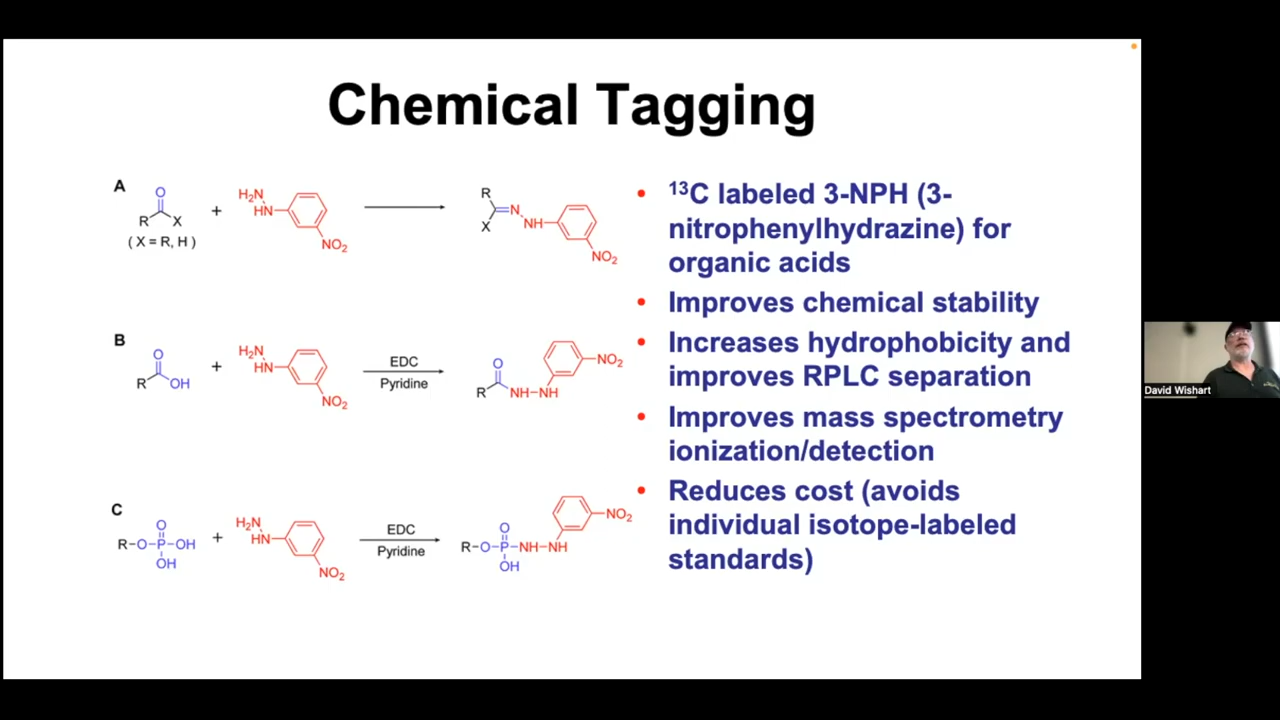 Chemical Tagging
A
O
R
X
( X = R, H )
+
H2N
HN
NO2
R
X
N
NH
NO2
B
O
R
OH
+
H2N
HN
NO2
EDC
Pyridine
O
R
NH–NH
NO2
C
R–O–P–OH
O
OH
+
H2N
HN
NO2
EDC
Pyridine
R–O–P–NH–NH
O
OH
NO2
• ¹³C labeled 3-NPH (3-
nitrophenylhydrazine) for
organic acids
• Improves chemical stability
• Increases hydrophobicity and
improves RPLC separation
• Improves mass spectrometry
ionization/detection
• Reduces cost (avoids
individual isotope-labeled
standards)
David Wishart